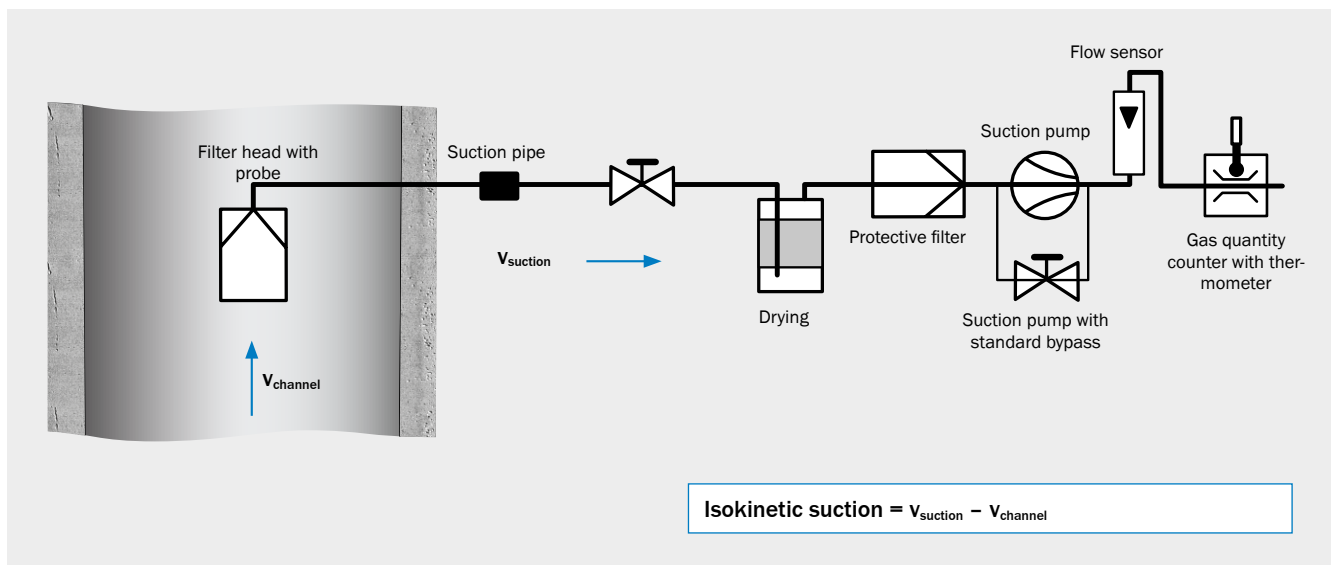 Flow sensor
Filter head with
probe
Suction pipe
Suction pump
Protective filter
Gas quantity
counter with ther-
mometer
Vsuction
Drying
Suction pump with
standard bypass
Vchannel
Isokinetic suction = vsuction – vchannel